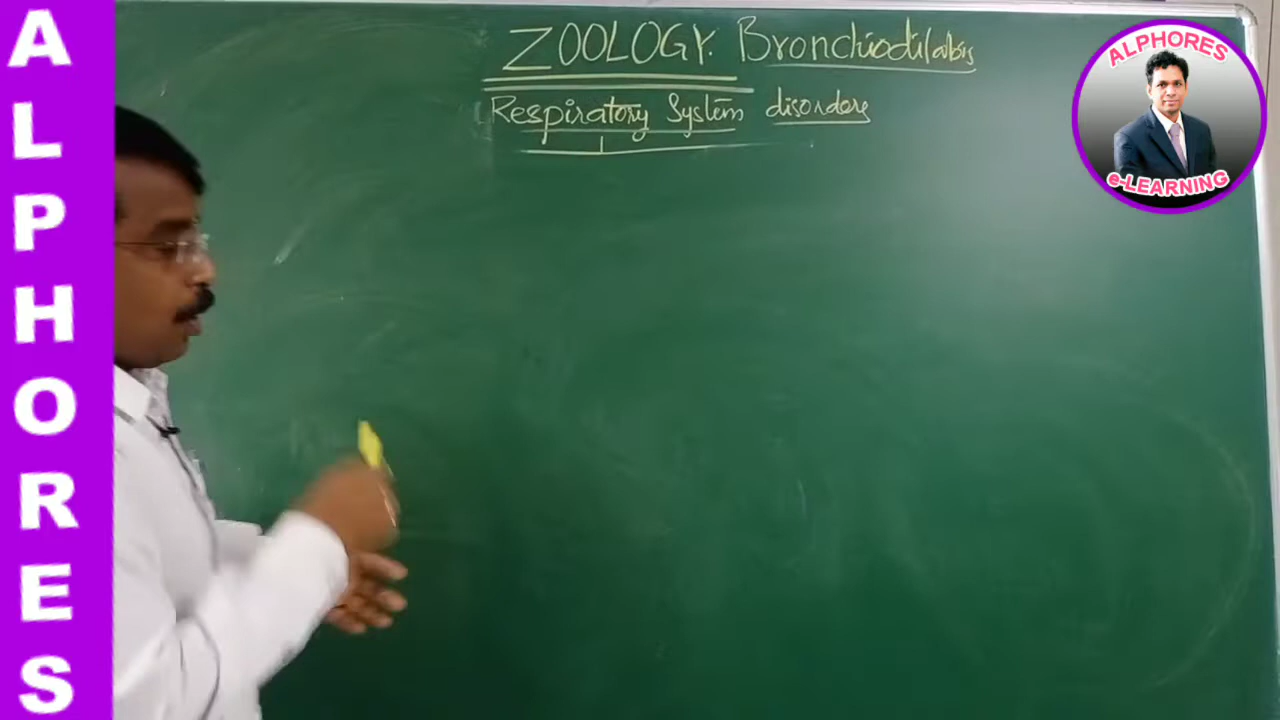 ALPHORES
ZOOLOGY. Bronchiodilators
Respiratory System disorders
ALPHORES
e-LEARNING